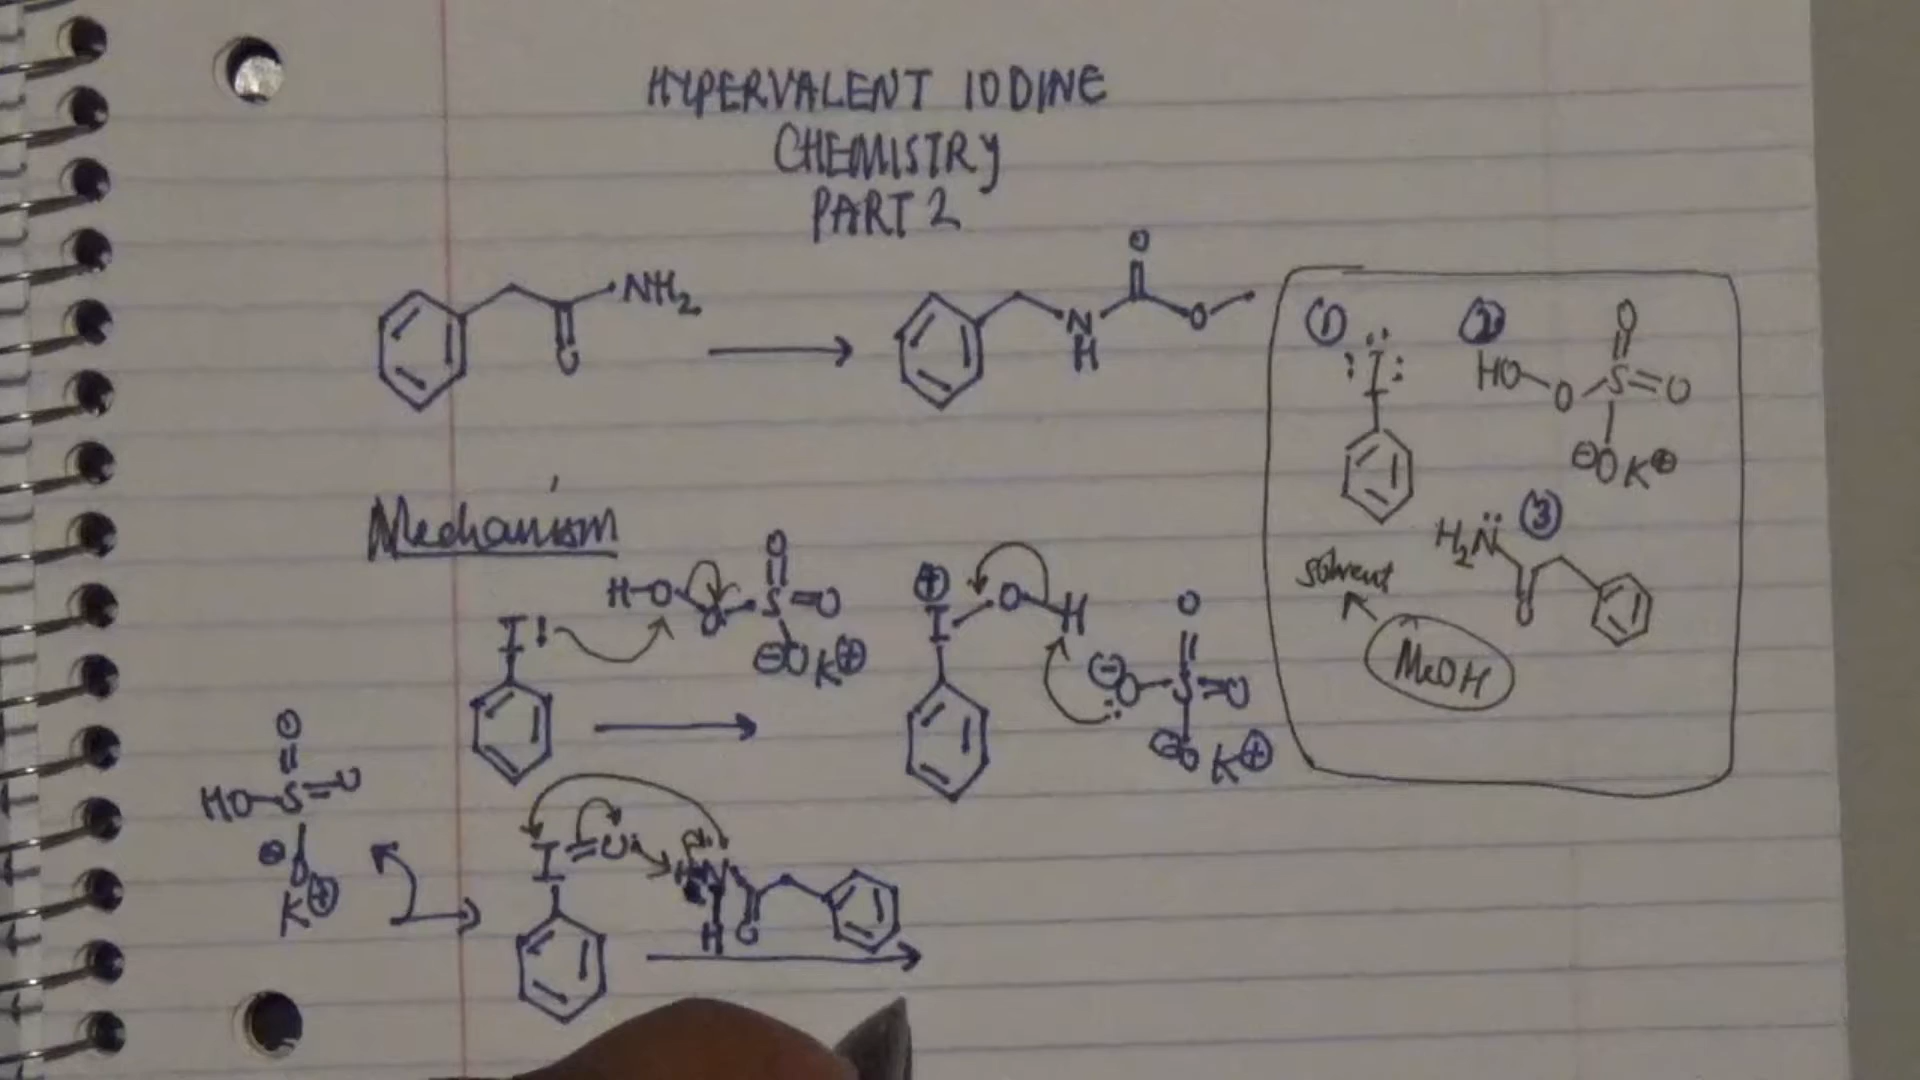 HYPERVALENT IODINE
CHEMISTRY
PART 2
NH2
O
O
N
H
O
① I
② HO O S O O
⊖O K⊕
H2N ③
O
solvent
MeOH
Mechanism
I
H-O O S O O
⊖O K⊕
⊕
I O H
O
⊖O S O
⊖O K⊕
O
HO S O
⊖O
K⊕
I=O
H N
H O